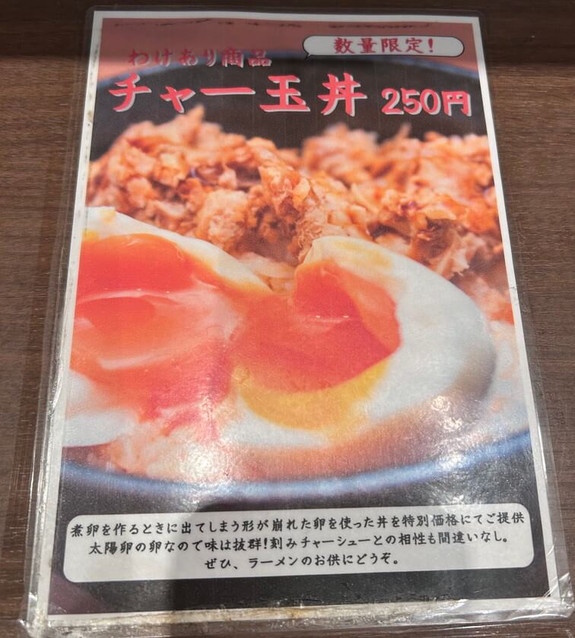 数量限定!
わけあり商品
チャー玉丼 250円
煮卵を作るときに出てしまう形が崩れた卵を使った丼を特別価格にてご提供
太陽卵の卵なので味は抜群!刻みチャーシューとの相性も間違いなし。
ぜひ、ラーメンのお供にどうぞ。